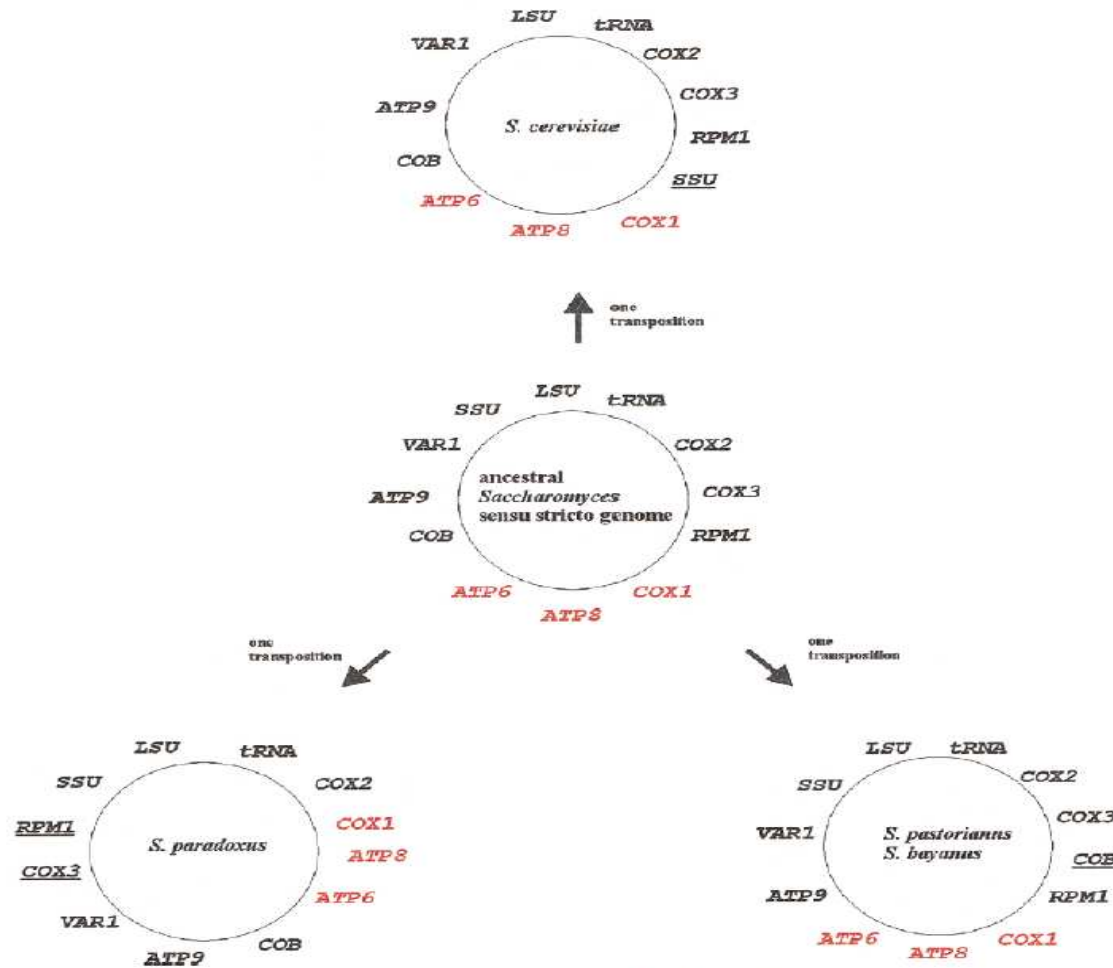 LSU
tRNA
VAR1
COX2
ATP9
COX3
S. cerevisiae
RPM1
COB
SSU
ATP6
COX1
ATP8
one
transposition
LSU
tRNA
SSU
VAR1
COX2
ancestral
Saccharomyces
sensu stricto genome
ATP9
COX3
COB
RPM1
ATP6
COX1
ATP8
one
transposition
one
transposition
LSU
tRNA
SSU
COX2
RPM1
COX1
S. paradoxus
ATP8
COX3
ATP6
VAR1
COB
ATP9
LSU
tRNA
SSU
COX2
COX3
VAR1
S. pastorianus
S. bayanus
COB
ATP9
RPM1
ATP6
COX1
ATP8